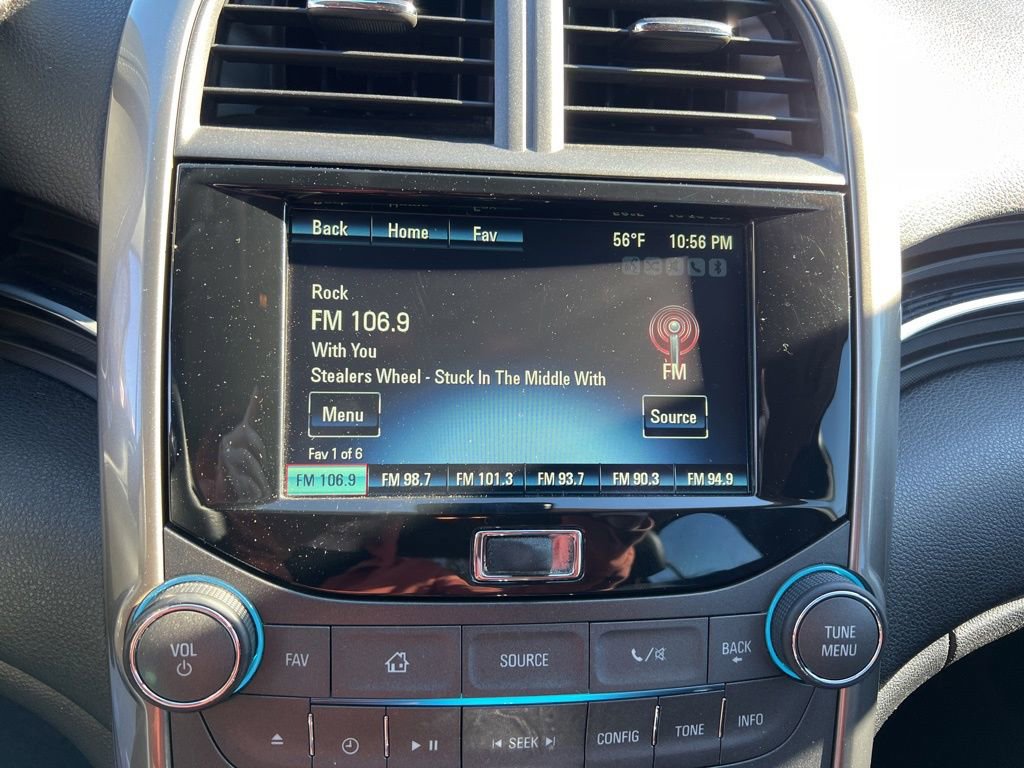 Back Home Fav 56°F 10:56 PM
Rock
FM 106.9
With You
Stealers Wheel - Stuck In The Middle With
FM
Menu Source
Fav 1 of 6
FM 106.9 FM 98.7 FM 101.3 FM 93.7 FM 90.3 FM 94.9
VOL FAV SOURCE BACK TUNE MENU
SEEK CONFIG TONE INFO